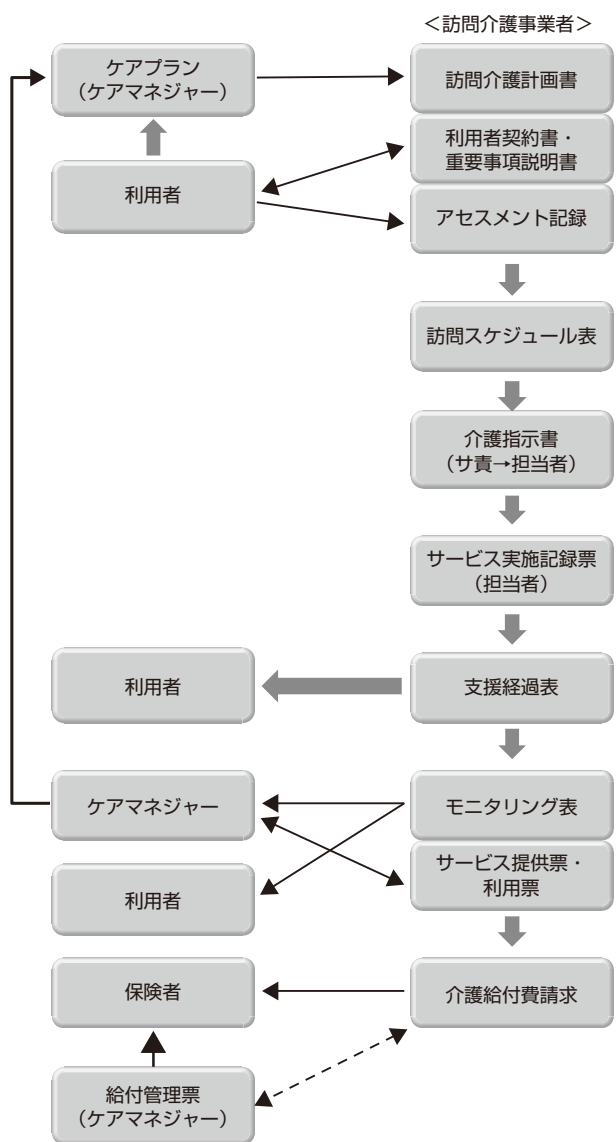 ＜訪問介護事業者＞
ケアプラン
（ケアマネジャー）
訪問介護計画書
利用者契約書・
重要事項説明書
利用者
アセスメント記録
訪問スケジュール表
介護指示書
（サ責→担当者）
サービス実施記録票
（担当者）
利用者
支援経過表
ケアマネジャー
モニタリング表
サービス提供票・
利用票
利用者
保険者
介護給付費請求
給付管理票
（ケアマネジャー）